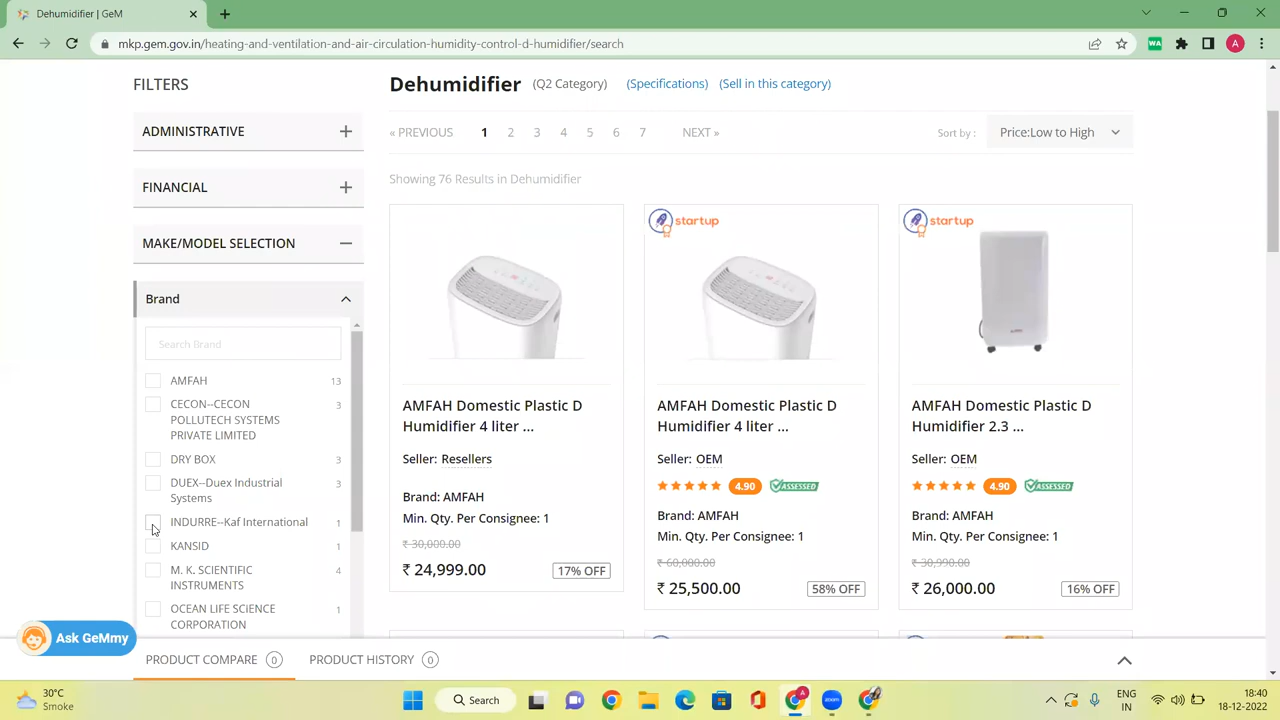 Dehumidifier | GeM
mkp.gem.gov.in/heating-and-ventilation-and-air-circulation-humidity-control-d-humidifier/search
WA
A
FILTERS
Dehumidifier (Q2 Category) (Specifications) (Sell in this category)
ADMINISTRATIVE
« PREVIOUS 1 2 3 4 5 6 7 NEXT »
Sort by : Price:Low to High
Showing 76 Results in Dehumidifier
FINANCIAL
MAKE/MODEL SELECTION
Brand
Search Brand
AMFAH 13
CECON--CECON 3
POLLUTECH SYSTEMS
PRIVATE LIMITED
DRY BOX 3
DUEX--Duex Industrial 3
Systems
INDURRE--Kaf International 1
KANSID 1
M. K. SCIENTIFIC 4
INSTRUMENTS
OCEAN LIFE SCIENCE 1
CORPORATION
AMFAH Domestic Plastic D
Humidifier 4 liter ...
Seller: Resellers
Brand: AMFAH
Min. Qty. Per Consignee: 1
₹ 30,000.00
₹ 24,999.00 17% OFF
startup
AMFAH Domestic Plastic D
Humidifier 4 liter ...
Seller: OEM
4.90 ASSESSED
Brand: AMFAH
Min. Qty. Per Consignee: 1
₹ 60,000.00
₹ 25,500.00 58% OFF
startup
AMFAH Domestic Plastic D
Humidifier 2.3 ...
Seller: OEM
4.90 ASSESSED
Brand: AMFAH
Min. Qty. Per Consignee: 1
₹ 30,990.00
₹ 26,000.00 16% OFF
Ask GeMmy
PRODUCT COMPARE 0 PRODUCT HISTORY 0
30°C
Smoke
Search
ENG
IN
18:40
18-12-2022